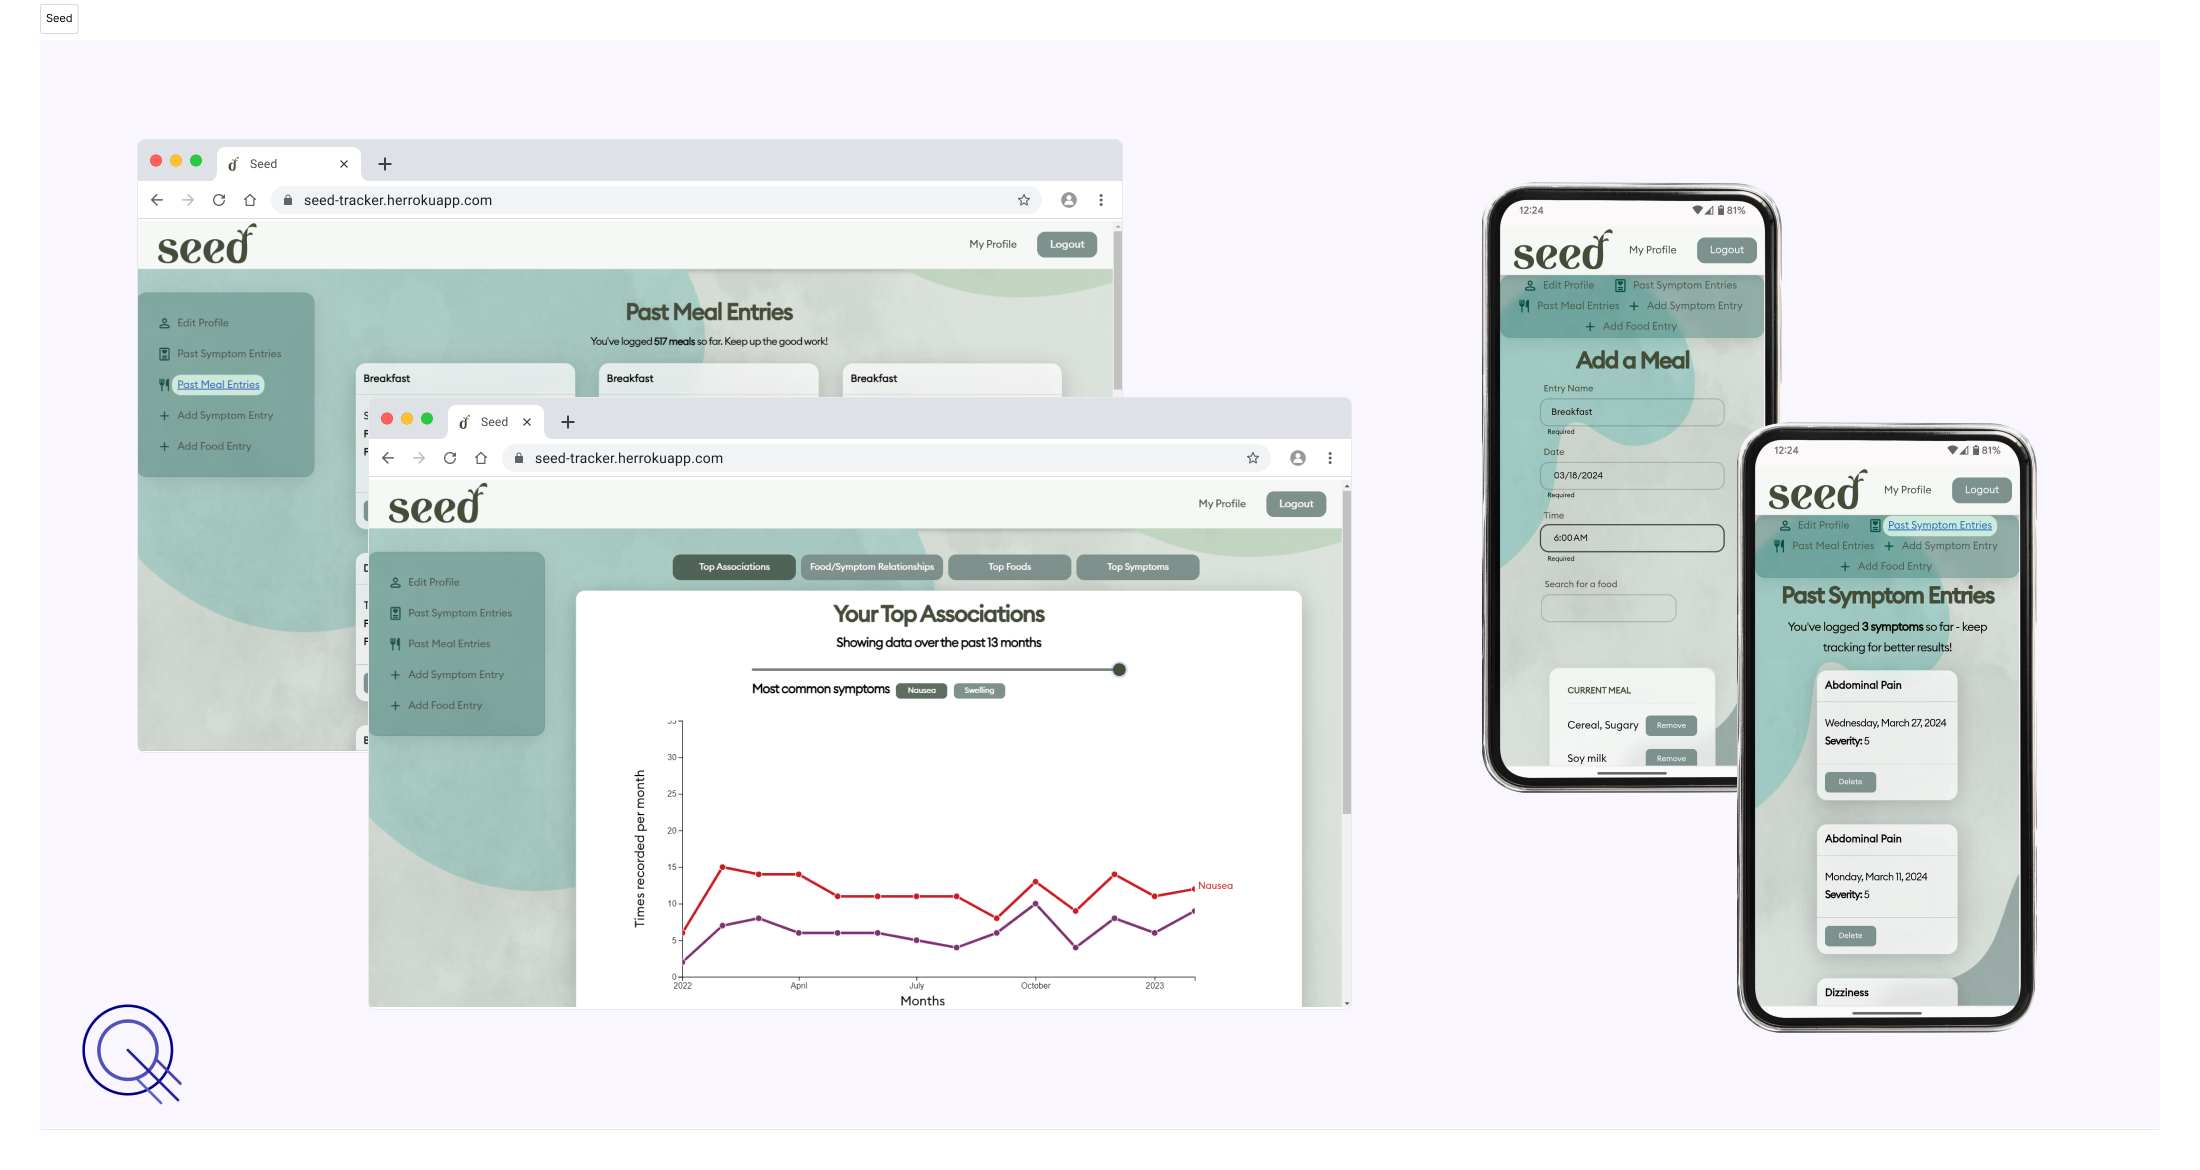 Seed
Seed
seed-tracker.herrokuapp.com
seed
My Profile
Logout
Edit Profile
Past Symptom Entries
Past Meal Entries
Add Symptom Entry
Add Food Entry
Past Meal Entries
You've logged 517 meals so far. Keep up the good work!
Breakfast
Breakfast
Breakfast
Seed
seed-tracker.herrokuapp.com
seed
My Profile
Logout
Edit Profile
Past Symptom Entries
Past Meal Entries
Add Symptom Entry
Add Food Entry
Top Associations
Food/Symptom Relationships
Top Foods
Top Symptoms
Your Top Associations
Showing data over the past 13 months
Most common symptoms
Nausea
Swelling
Times recorded per month
30
25
20
15
10
5
0
Nausea
2022
April
July
October
2023
Months
12:24
81%
seed
My Profile
Logout
Edit Profile
Past Symptom Entries
Past Meal Entries
Add Symptom Entry
Add Food Entry
Add a Meal
Entry Name
Breakfast
Required
Date
03/18/2024
Required
Time
6:00 AM
Required
Search for a food
CURRENT MEAL
Cereal, Sugary
Remove
Soy milk
Remove
12:24
81%
seed
My Profile
Logout
Edit Profile
Past Symptom Entries
Past Meal Entries
Add Symptom Entry
Add Food Entry
Past Symptom Entries
You've logged 3 symptoms so far - keep
tracking for better results!
Abdominal Pain
Wednesday, March 27, 2024
Severity: 5
Delete
Abdominal Pain
Monday, March 11, 2024
Severity: 5
Delete
Dizziness